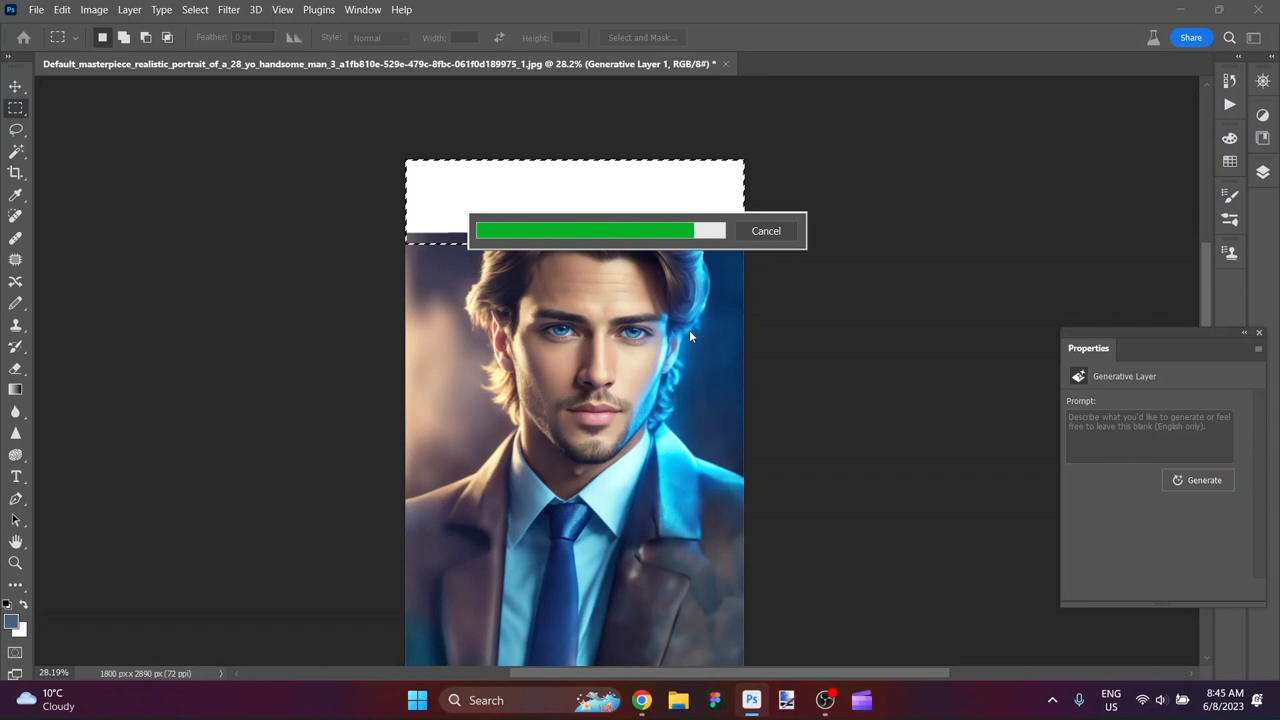 Ps File Edit Image Layer Type Select Filter 3D View Plugins Window Help
Feather: 0 px Style: Normal Width: Height: Select and Mask... Share
Default_masterpiece_realistic_portrait_of_a_28_yo_handsome_man_3_a1fb810e-529e-479c-8fbc-061f0d189975_1.jpg @ 28.2% (Generative Layer 1, RGB/8#) *
Cancel
Properties
Generative Layer
Prompt:
Describe what you'd like to generate or feel
free to leave this blank (English only).
Generate
28.19% 1800 px x 2890 px (72 ppi)
10°C
Cloudy
Search
Ps
ENG
US
8:45 AM
6/8/2023